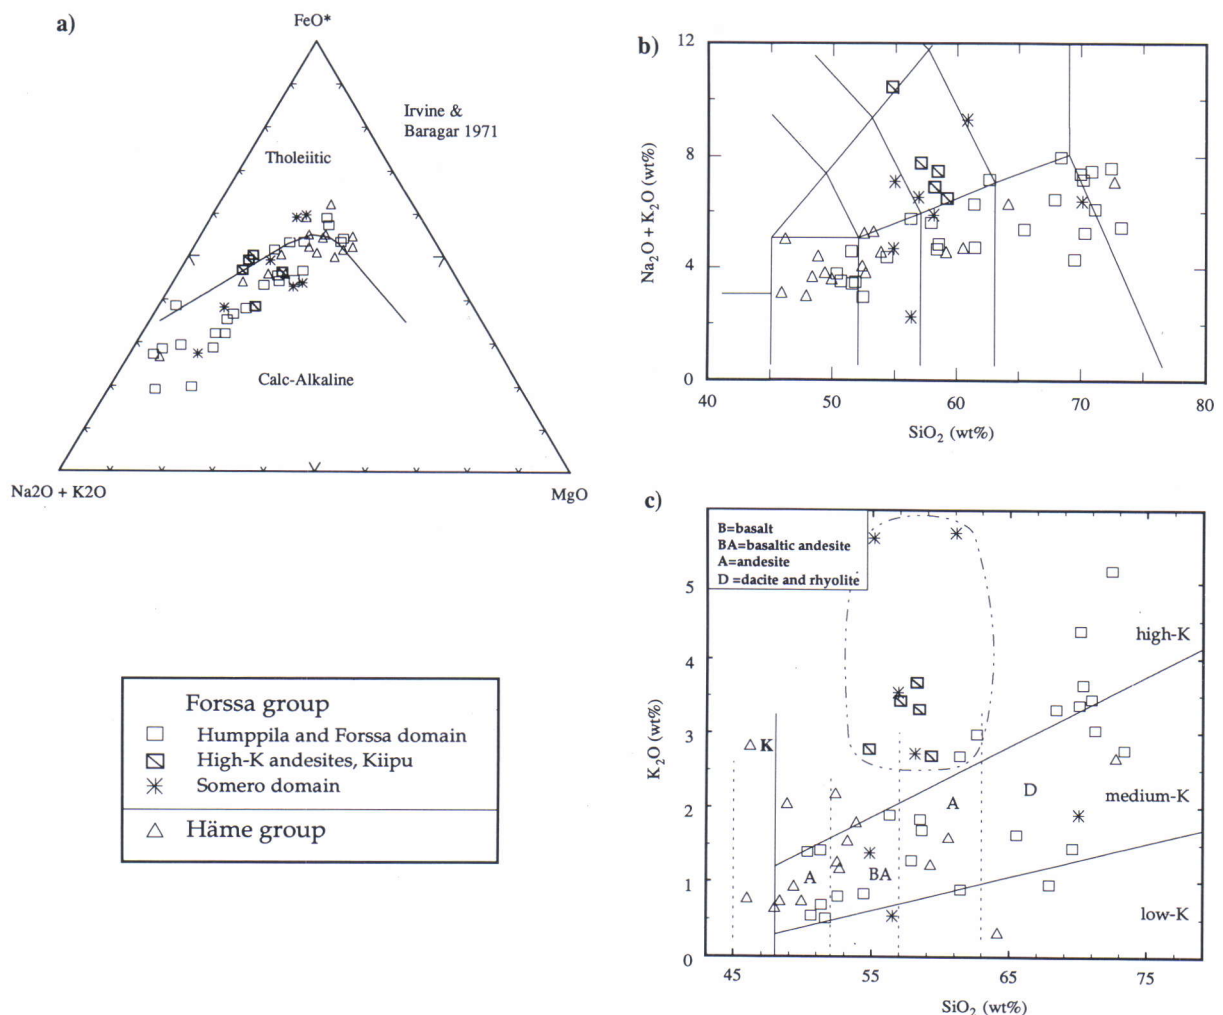 a)
FeO*
Irvine &
Baragar 1971
Tholeiitic
Calc-Alkaline
Na2O + K2O
MgO
b)
Na₂O + K₂O (wt%)
12
8
4
0
40
50
60
70
80
SiO₂ (wt%)
Forssa group
Humppila and Forssa domain
High-K andesites, Kiipu
Somero domain
Häme group
c)
B=basalt
BA=basaltic andesite
A=andesite
D =dacite and rhyolite
K₂O (wt%)
5
4
3
2
1
0
K
A
BA
A
D
high-K
medium-K
low-K
45
55
65
75
SiO₂ (wt%)